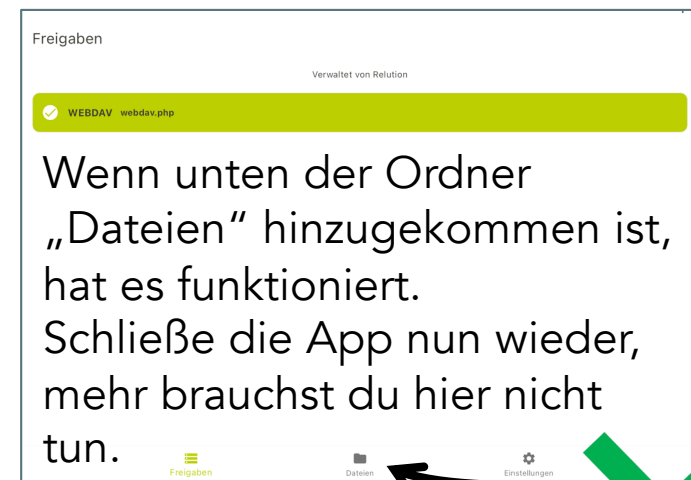 Freigaben
Verwaltet von Relution
WEBDAV webdav.php
Wenn unten der Ordner
„Dateien“ hinzugekommen ist,
hat es funktioniert.
Schließe die App nun wieder,
mehr brauchst du hier nicht
tun.
Freigaben Dateien Einstellungen